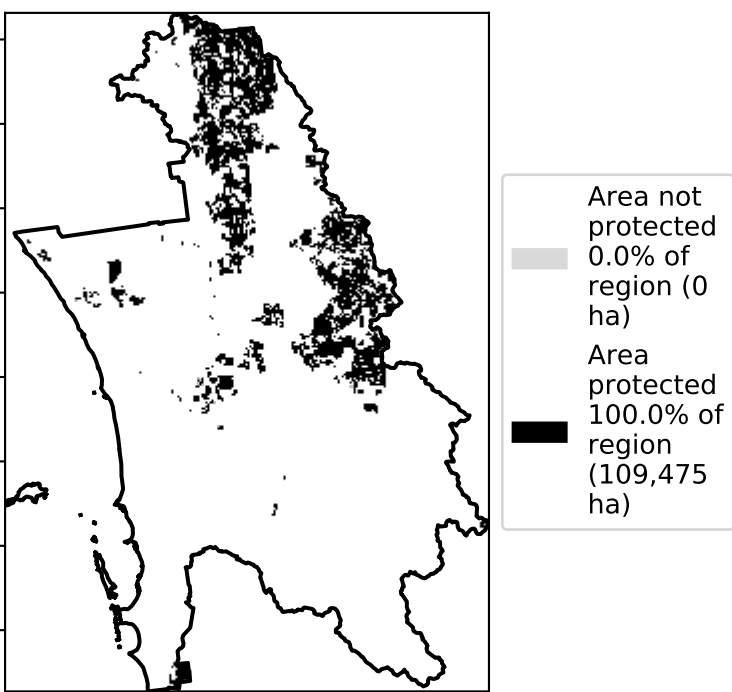 Area not
protected
0.0% of
region (0
ha)
Area
protected
100.0% of
region
(109,475
ha)